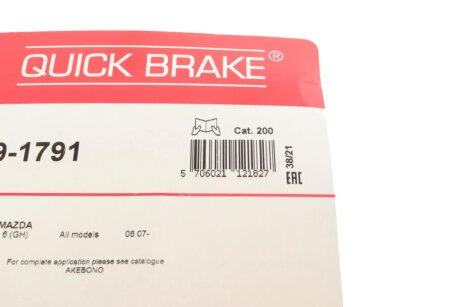 QUICK BRAKE®
Cat. 200
9-1791
5 706021 121827
38/21
EAC
MAZDA
6 (GH) All models 08.07-
For complete application please see catalogue
AKEBONO